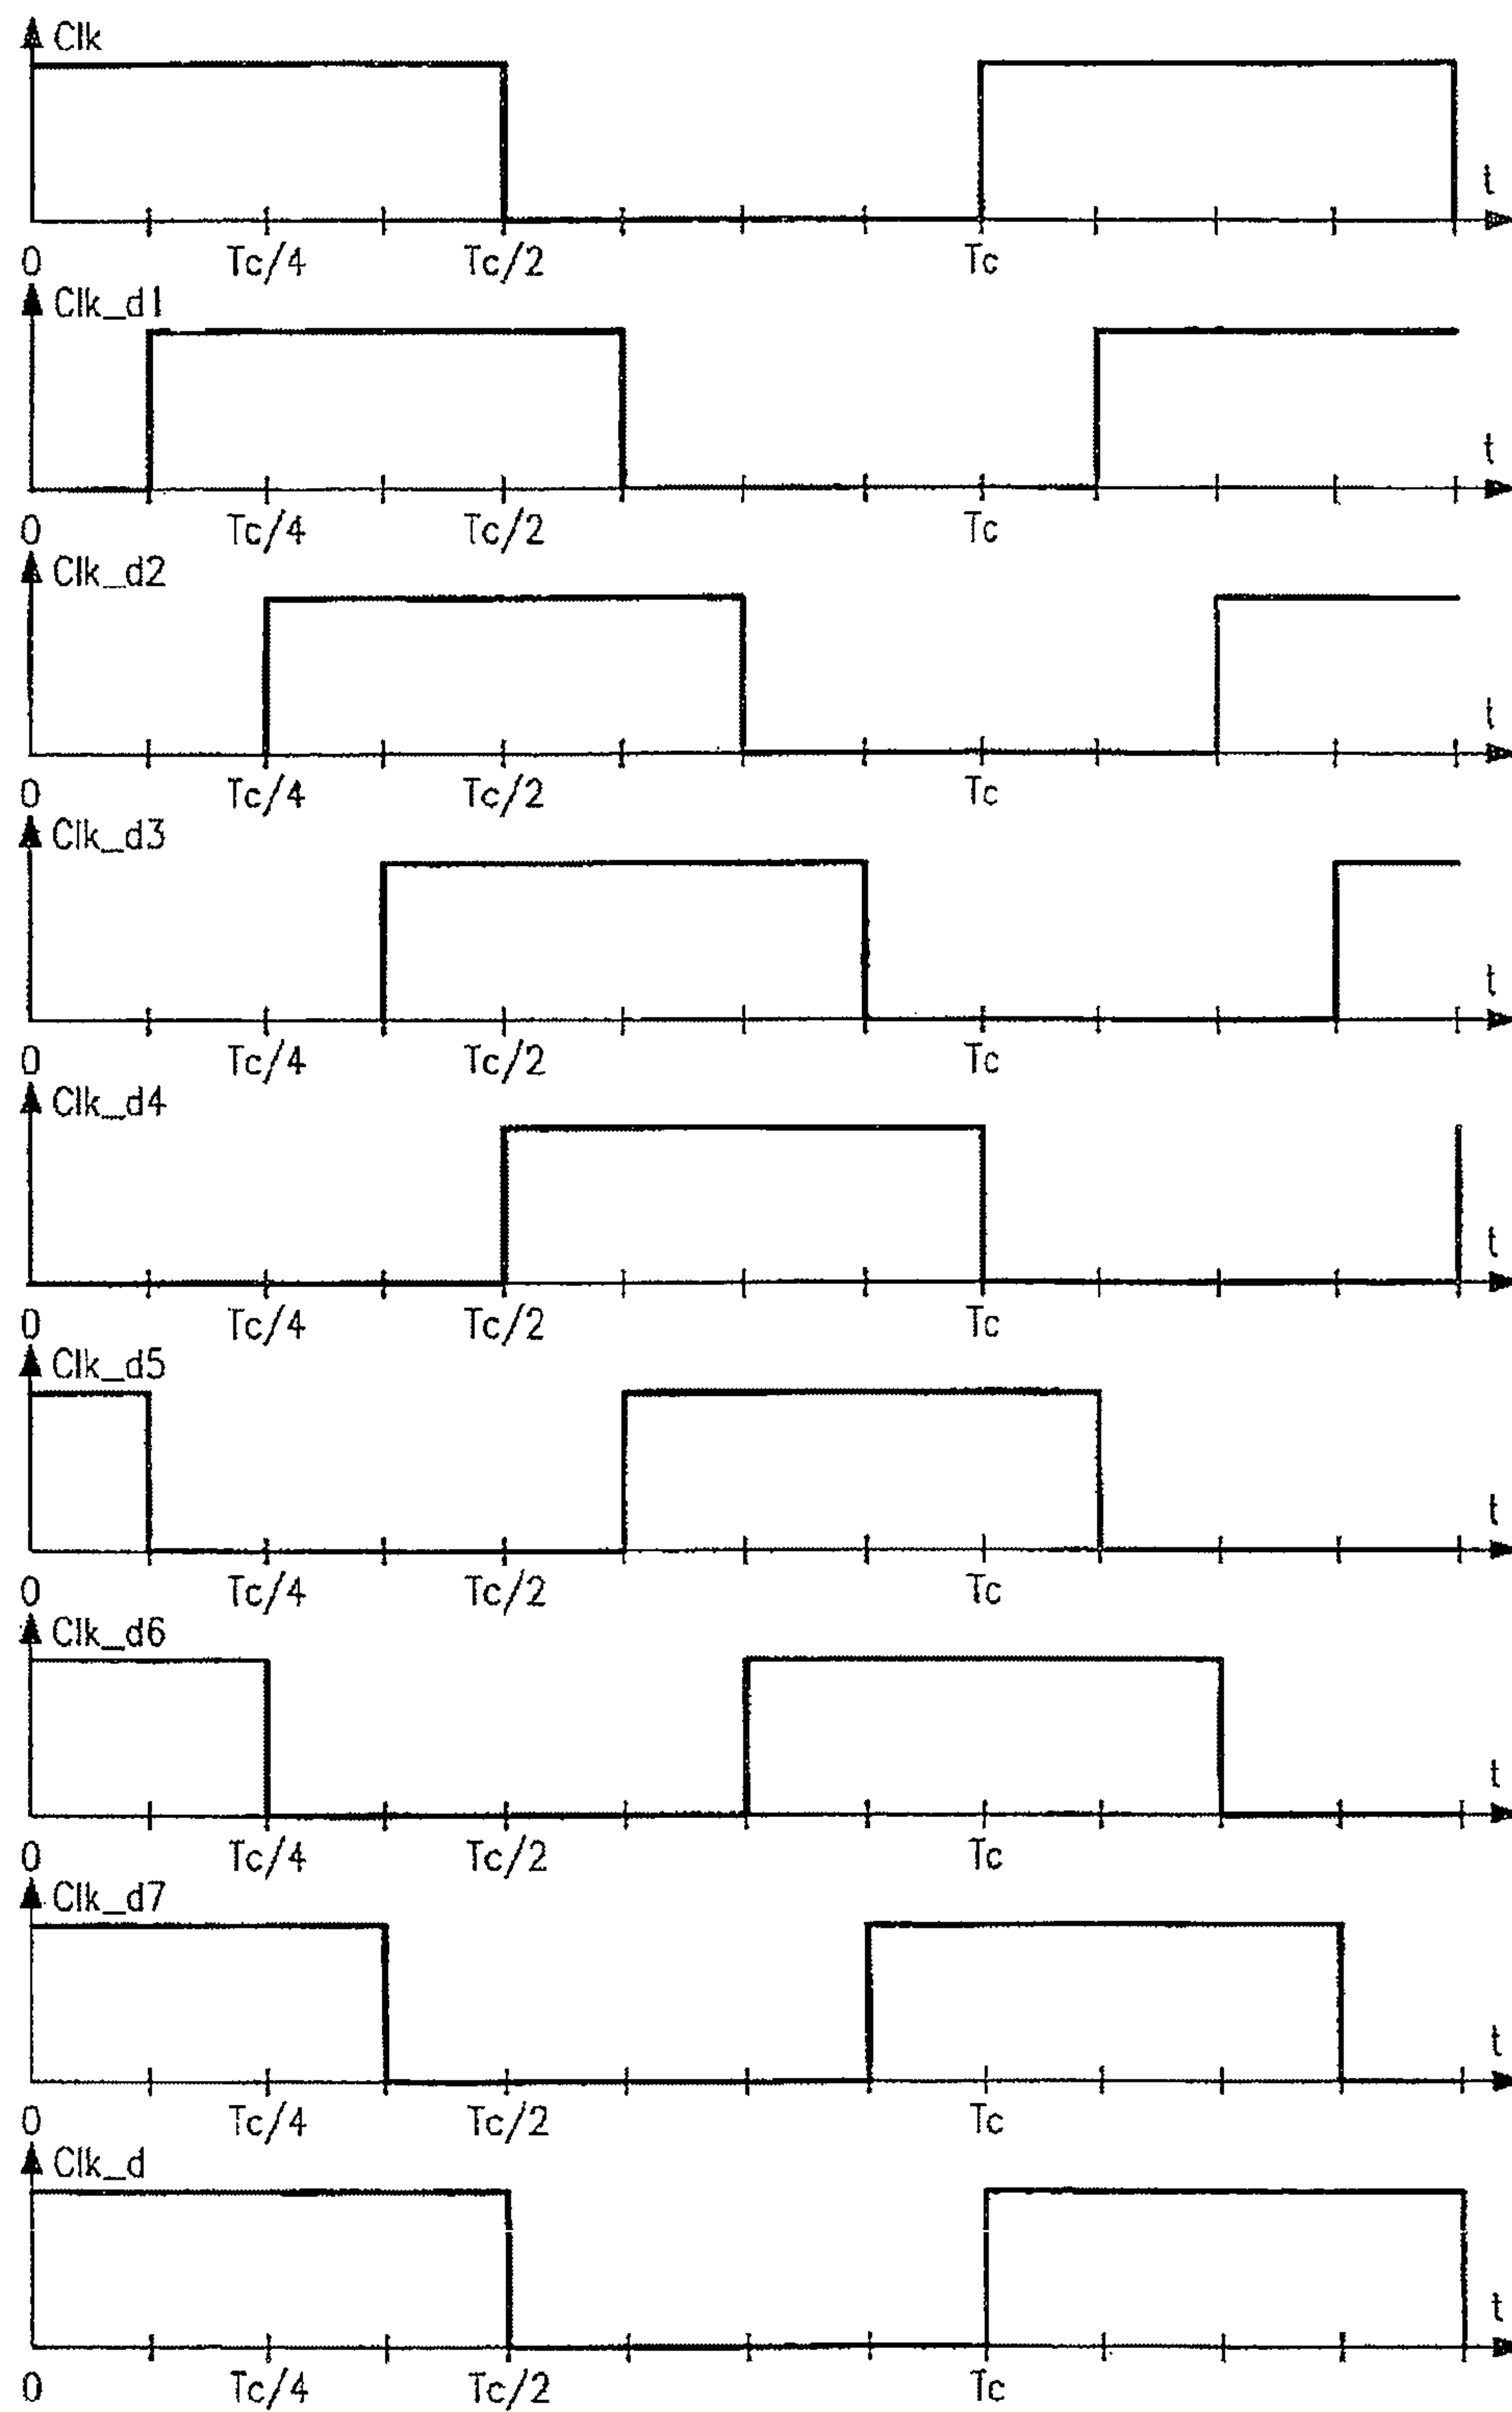 Clk
t
0 Tc/4 Tc/2 Tc
Clk_d1
t
0 Tc/4 Tc/2 Tc
Clk_d2
t
0 Tc/4 Tc/2 Tc
Clk_d3
t
0 Tc/4 Tc/2 Tc
Clk_d4
t
0 Tc/4 Tc/2 Tc
Clk_d5
t
0 Tc/4 Tc/2 Tc
Clk_d6
t
0 Tc/4 Tc/2 Tc
Clk_d7
t
0 Tc/4 Tc/2 Tc
Clk_d
t
0 Tc/4 Tc/2 Tc